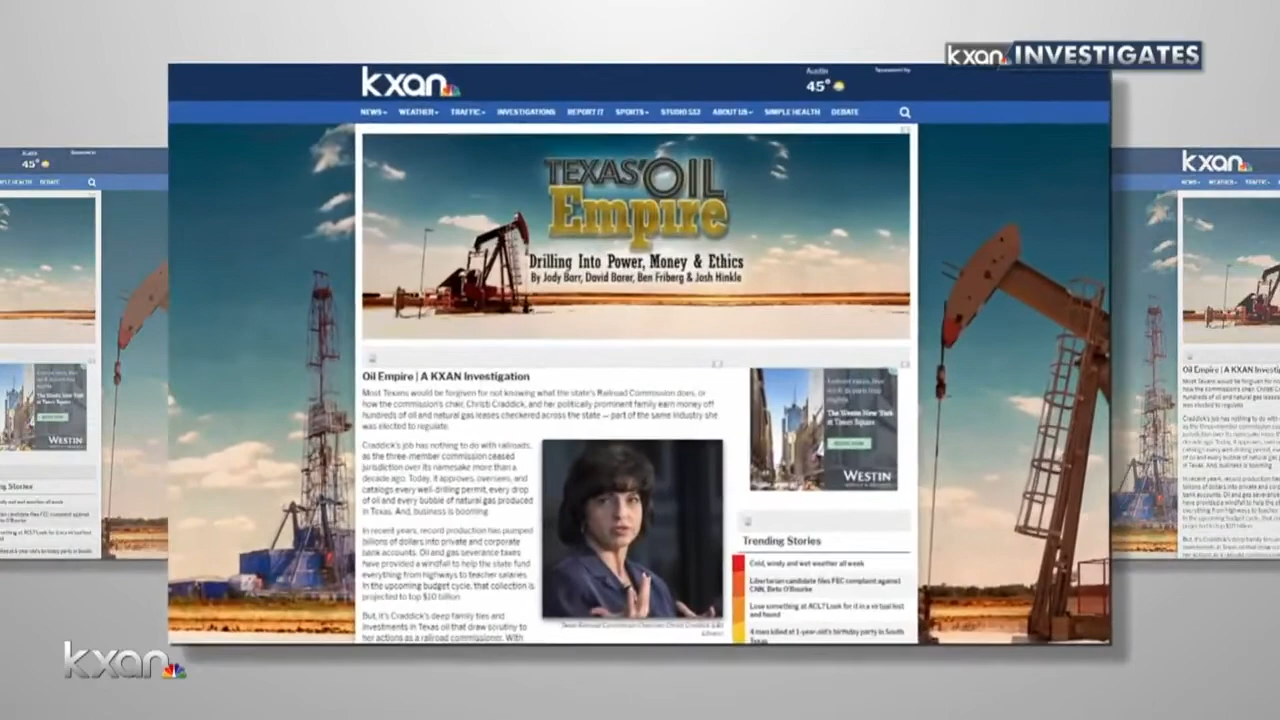 kxan INVESTIGATES
kxan
Austin
45°
Sponsored by
NEWS WEATHER TRAFFIC INVESTIGATIONS REPORT IT SPORTS STUDIO 512 ABOUT US SIMPLE HEALTH DEBATE
TEXAS' OIL
Empire
Drilling Into Power, Money & Ethics
By Jody Barr, David Barer, Ben Friberg & Josh Hinkle
Oil Empire | A KXAN Investigation
Most Texans would be forgiven for not knowing what the state's Railroad Commission does, or
how the commission's chair, Christi Craddick, and her politically prominent family earn money off
hundreds of oil and natural gas leases checkered across the state — part of the same industry she
was elected to regulate.
Craddick's job has nothing to do with railroads,
as the three-member commission ceased
jurisdiction over its namesake more than a
decade ago. Today, it approves, oversees, and
catalogs every well-drilling permit, every drop
of oil and every bubble of natural gas produced
in Texas. And, business is booming
In recent years, record production has pumped
billions of dollars into private and corporate
bank accounts. Oil and gas severance taxes
have provided a windfall to help the state fund
everything from highways to teacher salaries
In the upcoming budget cycle, that collection is
projected to top $10 billion
But, it's Craddick's deep family ties and
investments in Texas oil that draw scrutiny to
her actions as a railroad commissioner. With
The Westin New York
at Times Square
WESTIN
Trending Stories
Cold, windy and wet weather all week
Libertarian candidate files FEC complaint against
CNN, Beto O'Rourke
Lose something at ACL? Look for it in a virtual lost
and found
4 men killed at 1-year-old's birthday party in South
Texas
45°
WESTIN
kxan
kxan